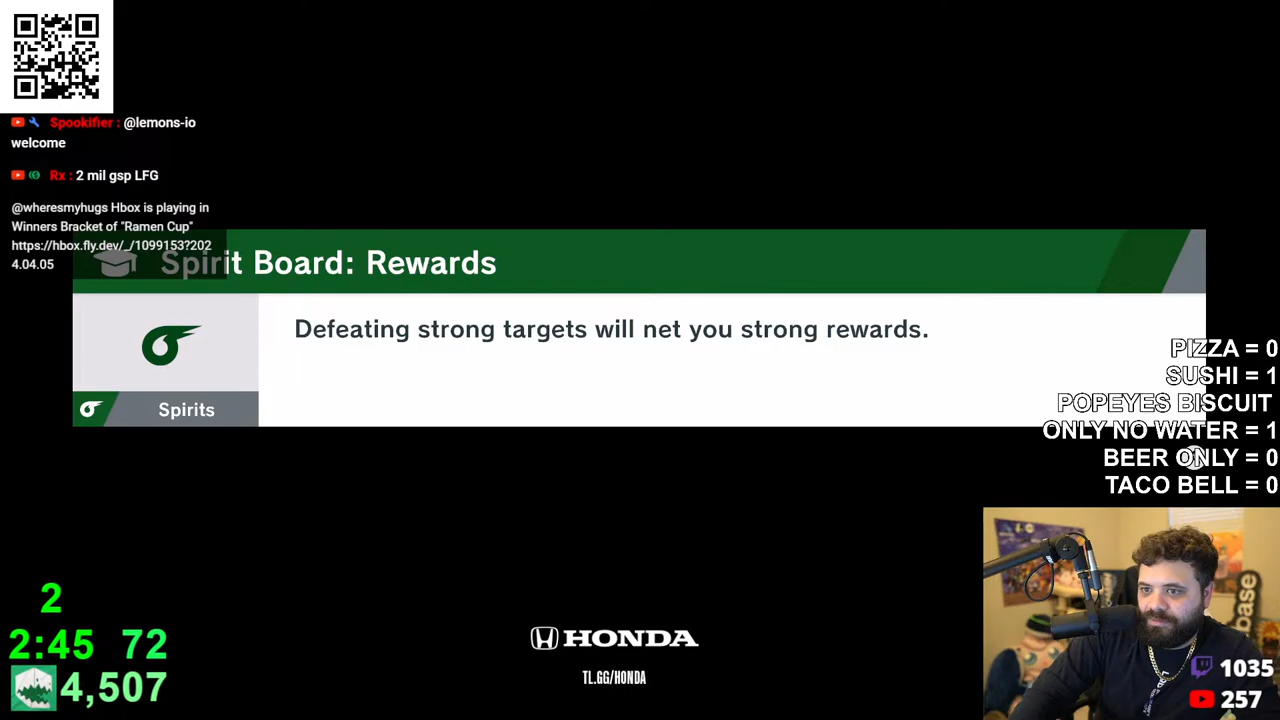 Spookifier : @lemons-io
welcome
Rx : 2 mil gsp LFG
@wheresmyhugs Hbox is playing in
Winners Bracket of "Ramen Cup"
https://hbox.fly.dev/_/1099153?202
4.04.05
Spirit Board: Rewards
Defeating strong targets will net you strong rewards.
Spirits
PIZZA = 0
SUSHI = 1
POPEYES BISCUIT
ONLY NO WATER = 1
BEER ONLY = 0
TACO BELL = 0
2
2:45 72
4,507
HONDA
TL.GG/HONDA
base
1035
257